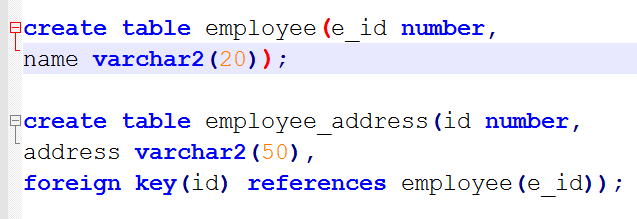 create table employee(e_id number,
name varchar2(20));
create table employee_address(id number,
address varchar2(50),
foreign key(id) references employee(e_id));